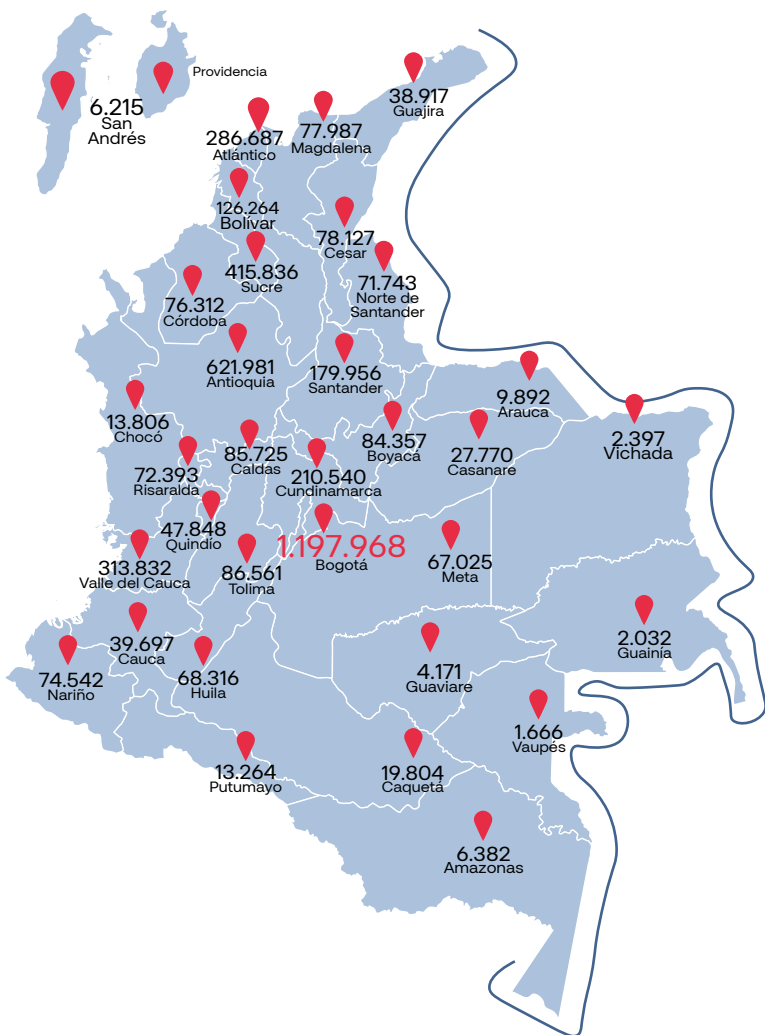 Providencia
6.215
San
Andrés
38.917
Guajira
286.687
Atlántico
77.987
Magdalena
126.264
Bolívar
78.127
Cesar
415.836
Sucre
71.743
Norte de
Santander
76.312
Córdoba
621.981
Antioquia
179.956
Santander
9.892
Arauca
13.806
Chocó
84.357
Boyacá
2.397
Vichada
85.725
Caldas
27.770
Casanare
72.393
Risaralda
210.540
Cundinamarca
47.848
Quindío
1.197.968
Bogotá
67.025
Meta
313.832
Valle del Cauca
86.561
Tolima
39.697
Cauca
2.032
Guainía
74.542
Nariño
68.316
Huila
4.171
Guaviare
1.666
Vaupés
13.264
Putumayo
19.804
Caquetá
6.382
Amazonas